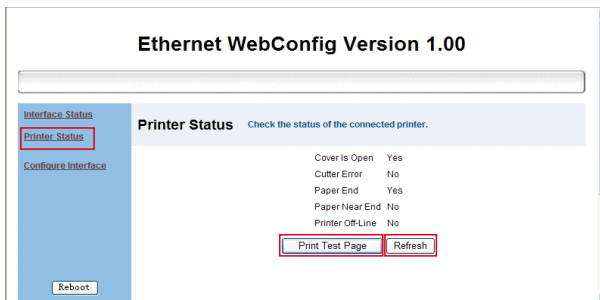 Ethernet WebConfig Version 1.00
Interface Status
Printer Status
Configure Interface
Reboot
Printer Status Check the status of the connected printer.
Cover Is Open Yes
Cutter Error No
Paper End Yes
Paper Near End No
Printer Off-Line No
Print Test Page Refresh